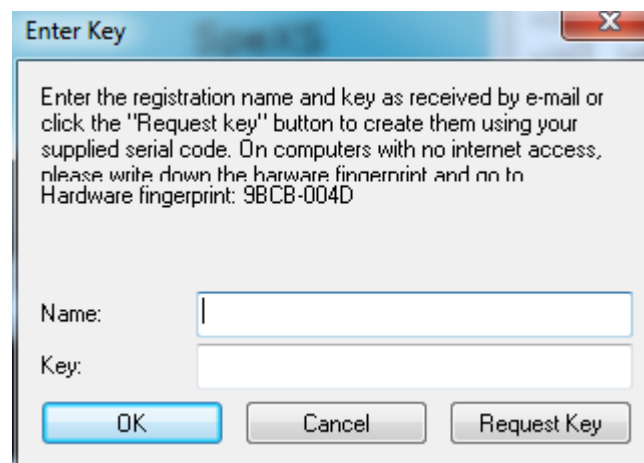 Enter Key
SpeXS
Enter the registration name and key as received by e-mail or
click the "Request key" button to create them using your
supplied serial code. On computers with no internet access,
please write down the harware fingerprint and go to
Hardware fingerprint: 9BCB-004D
Name:
Key:
OK Cancel Request Key